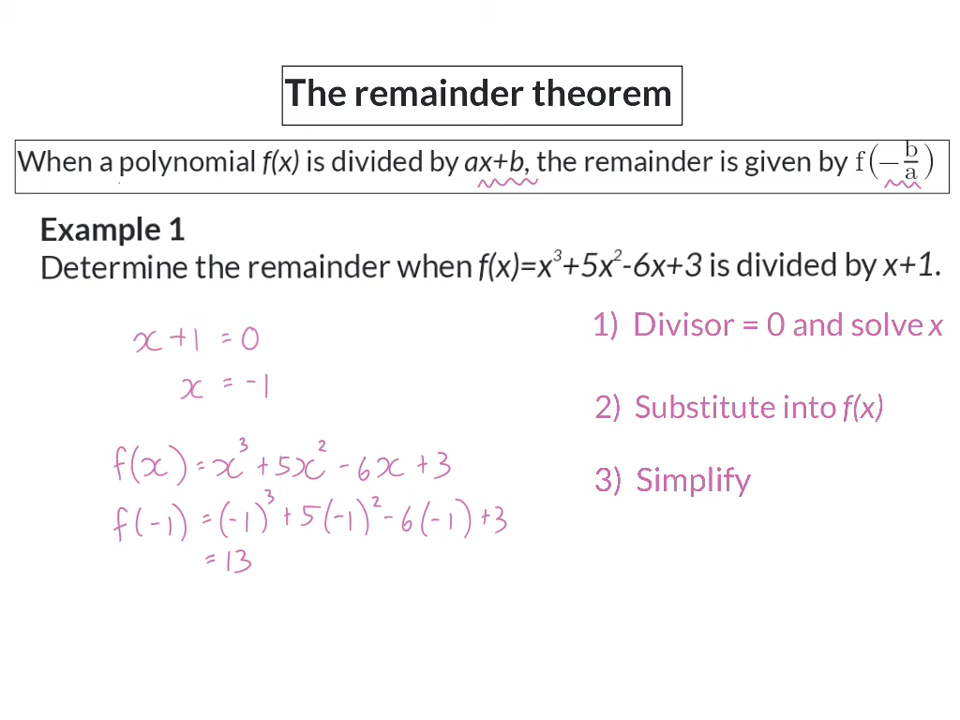 The remainder theorem
When a polynomial f(x) is divided by ax+b, the remainder is given by f(−b/a)
Example 1
Determine the remainder when f(x)=x³+5x²-6x+3 is divided by x+1.
x+1 = 0
1) Divisor = 0 and solve x
x = -1
2) Substitute into f(x)
f(x) = x³ + 5x² - 6x + 3
3) Simplify
f(-1) = (-1)³ + 5(-1)² - 6(-1) + 3
= 13